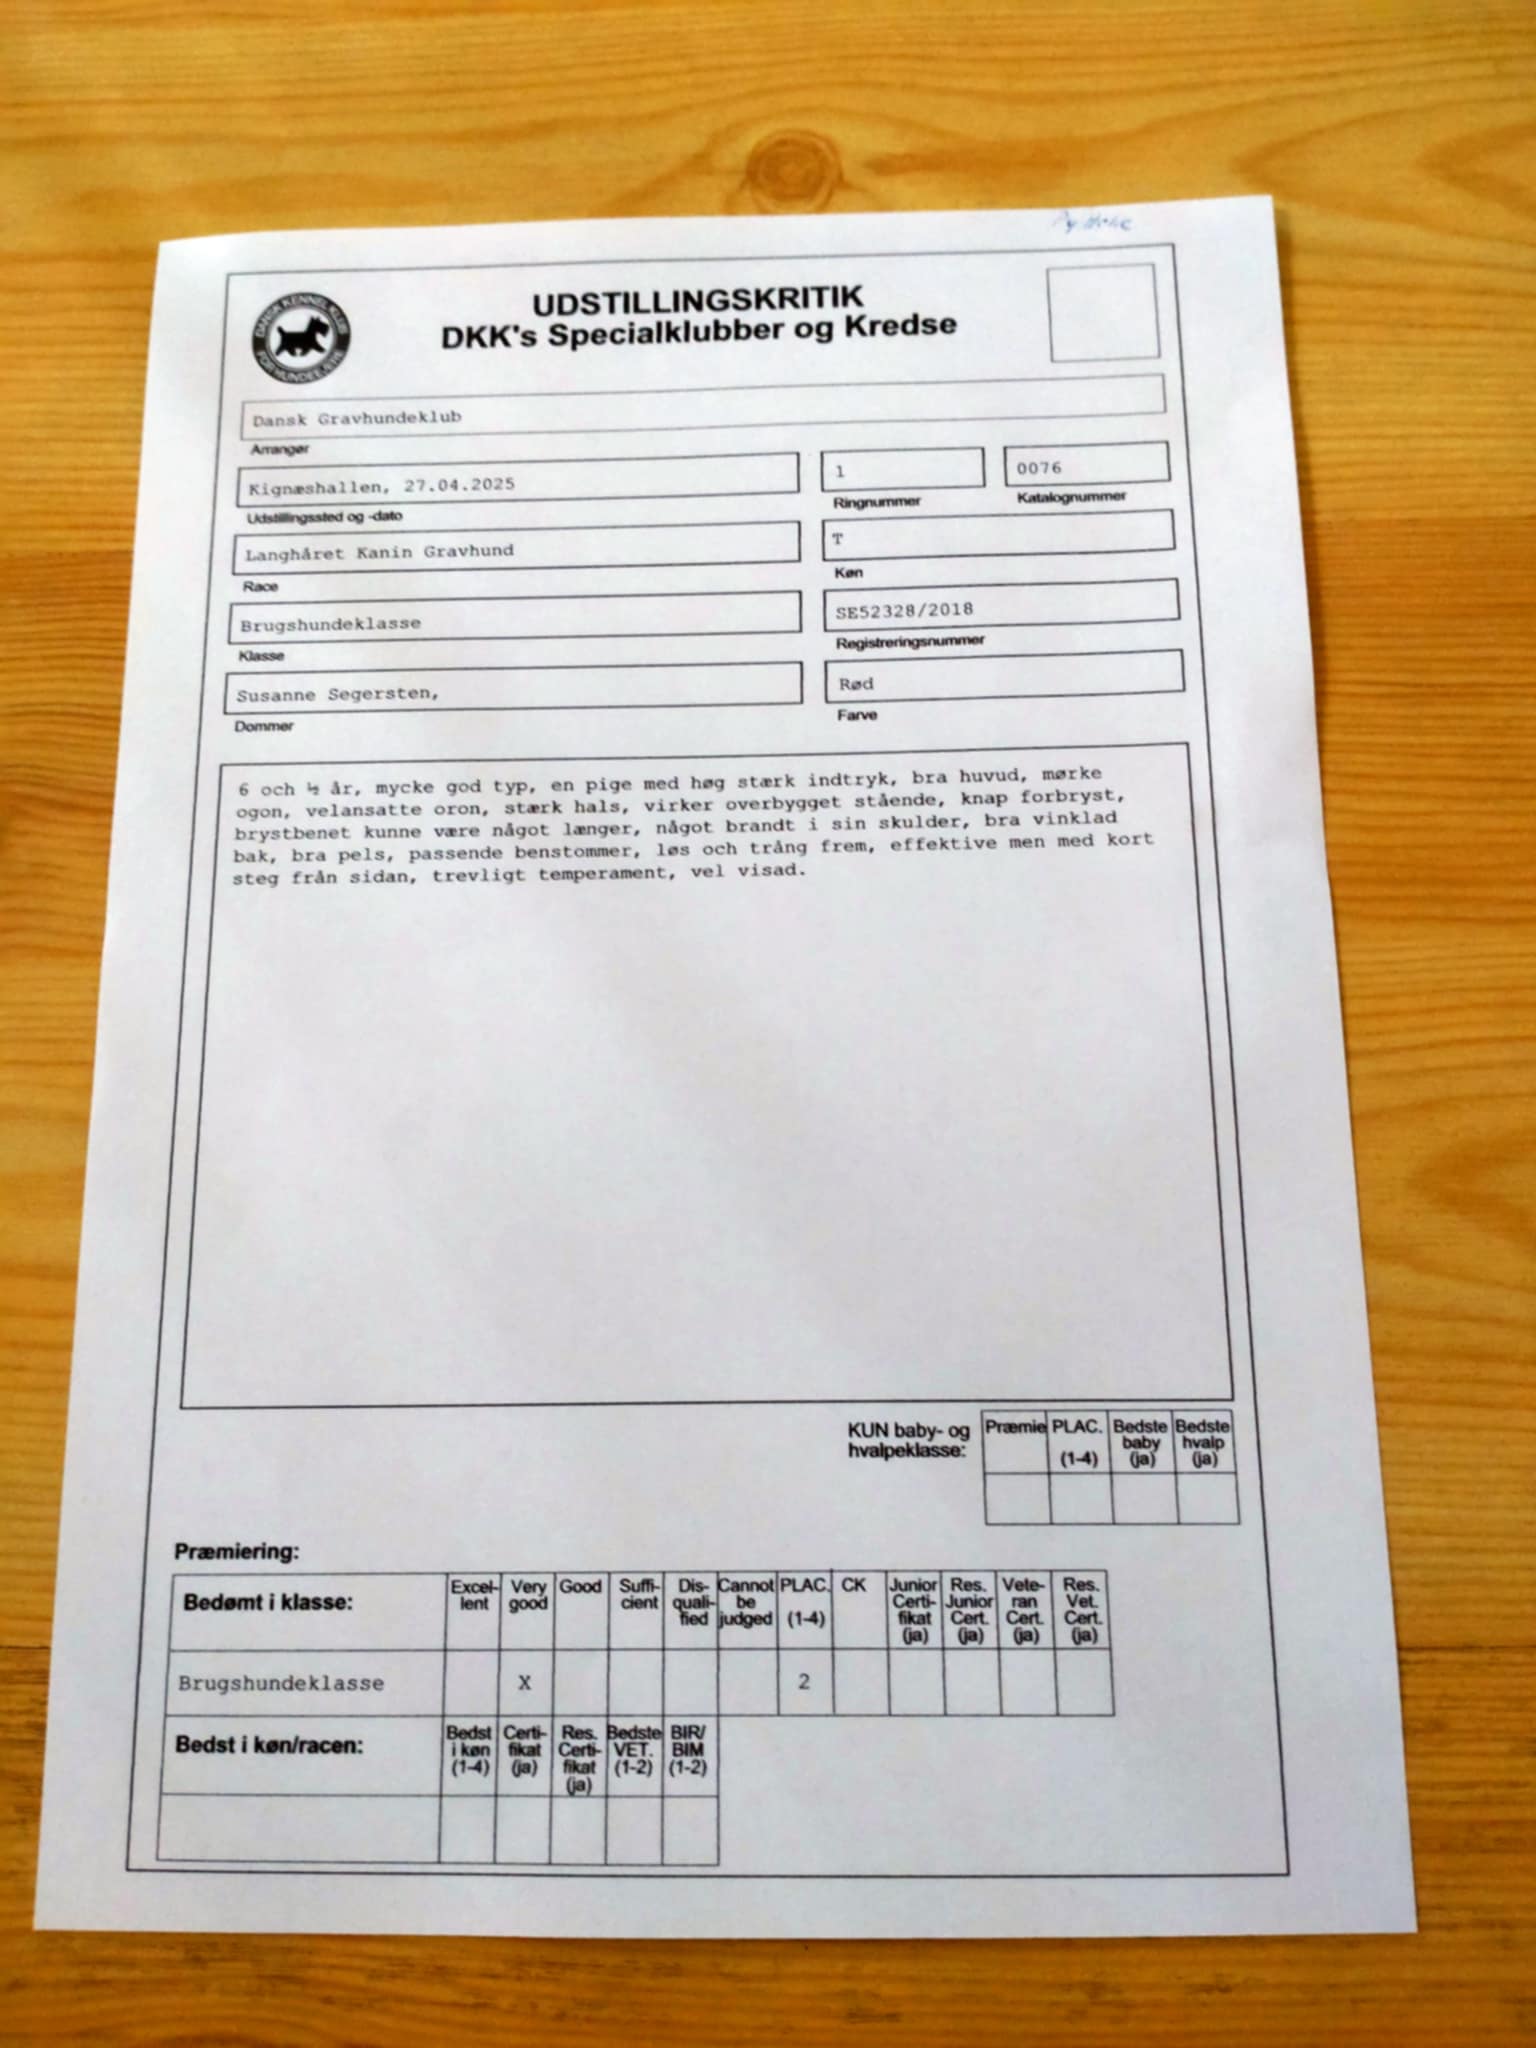 DANSK KENNEL KLUB
FOR HUNDEEJERE
UDSTILLINGSKRITIK
DKK's Specialklubber og Kredse
Dansk Gravhundeklub
Arrangør
Kignæshallen, 27.04.2025
1
0076
Udstillingssted og -dato
Ringnummer
Katalognummer
Langhåret Kanin Gravhund
T
Race
Køn
Brugshundeklasse
SE52328/2018
Klasse
Registreringsnummer
Susanne Segersten,
Rød
Dommer
Farve
6 och ½ år, mycke god typ, en pige med høg stærk indtryk, bra huvud, mørke
ogon, velansatte oron, stærk hals, virker overbygget stående, knap forbryst,
brystbenet kunne være något længer, något brandt i sin skulder, bra vinklad
bak, bra pels, passende benstommer, løs och trång frem, effektive men med kort
steg från sidan, trevligt temperament, vel visad.
KUN baby- og
hvalpeklasse:
Præmie PLAC. Bedste Bedste
baby hvalp
(1-4) (ja) (ja)
Præmiering:
Bedømt i klasse:
Excel- Very Good Suffi- Dis- Cannot PLAC. CK Junior Res. Vete- Res.
lent good cient quali- be Certi- Junior ran Vet.
fied judged (1-4) fikat Cert. Cert. Cert.
(ja) (ja) (ja) (ja)
Brugshundeklasse X 2
Bedst i køn/racen:
Bedst Certi- Res. Bedste BIR/
i køn fikat Certi- VET. BIM
(1-4) (ja) fikat (1-2) (1-2)
(ja)